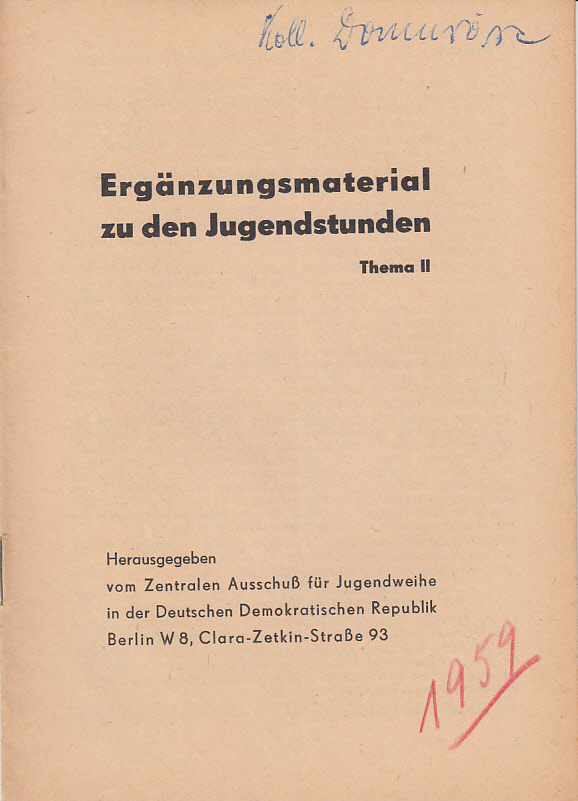 Koll. Domurösr
Ergänzungsmaterial
zu den Jugendstunden
Thema II
Herausgegeben
vom Zentralen Ausschuß für Jugendweihe
in der Deutschen Demokratischen Republik
Berlin W 8, Clara-Zetkin-Straße 93
1959